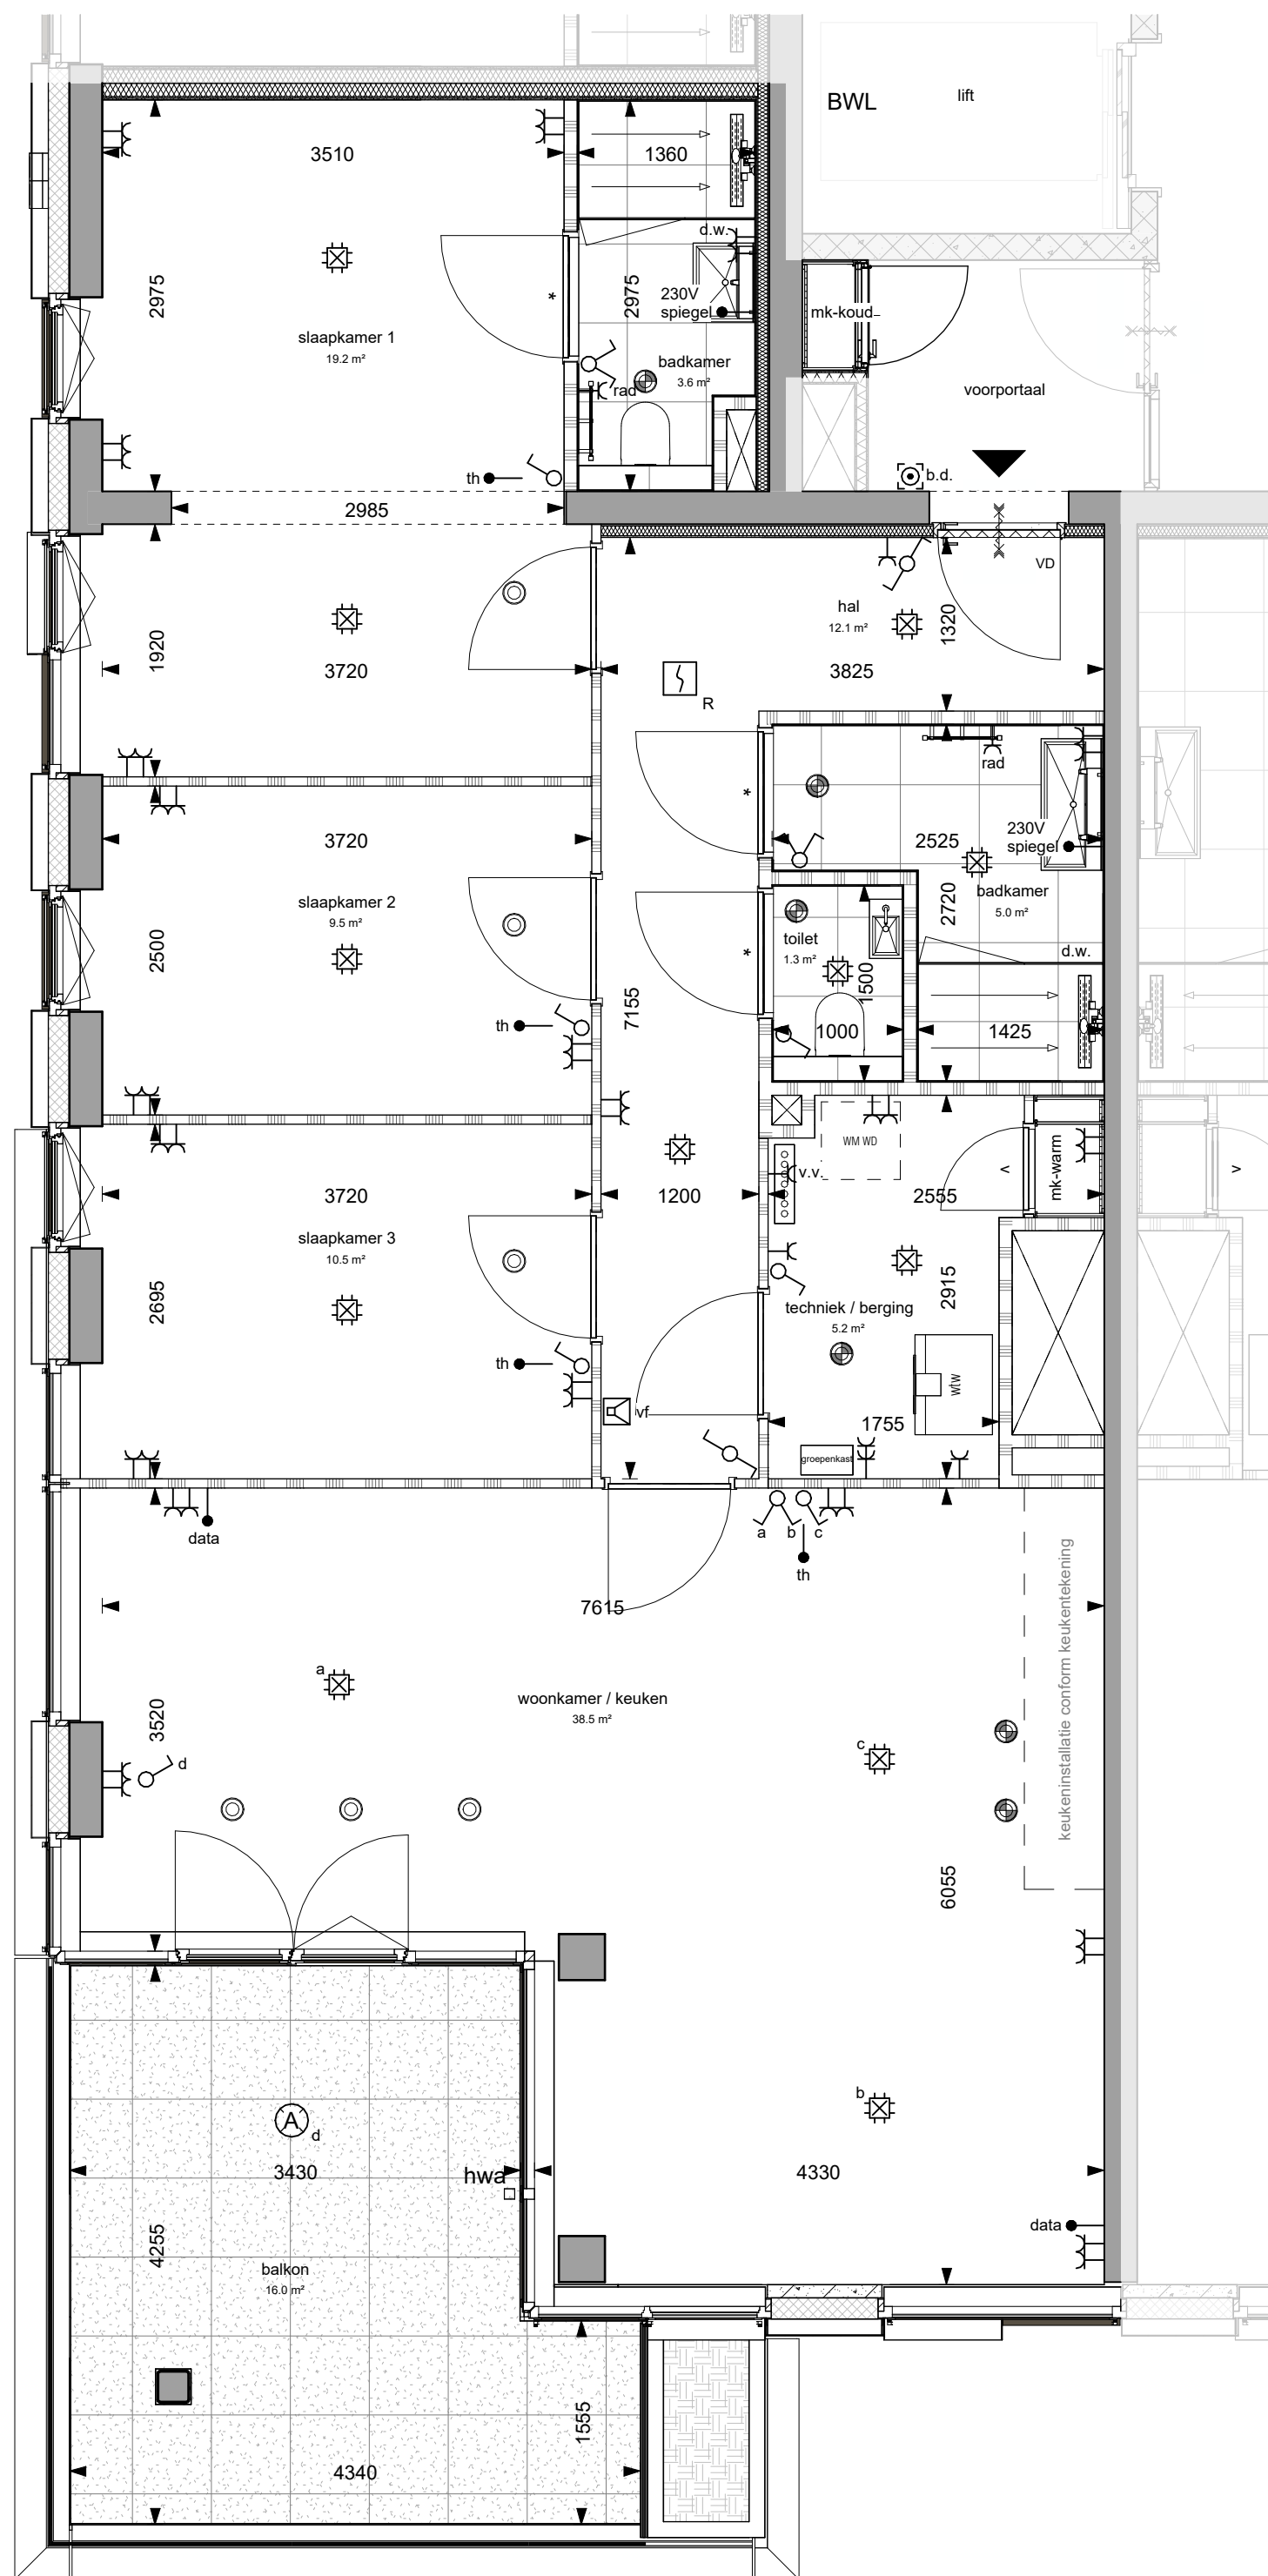 BWL
lift
3510
1360
d.w.
2975
2975
230V
spiegel
mk-koud
slaapkamer 1
19.2 m²
*
badkamer
3.6 m²
rad
voorportaal
th
b.d.
2985
VD
hal
12.1 m²
1320
1920
3720
3825
R
rad
*
3720
2525
230V
spiegel
slaapkamer 2
9.5 m²
badkamer
5.0 m²
2720
toilet
1.3 m²
*
d.w.
2500
1500
7155
th
1000
1425
WM WD
v.v.
<
mk-warm
>
3720
1200
2555
slaapkamer 3
10.5 m²
2695
2915
techniek / berging
5.2 m²
th
wtw
vf
1755
groepenkast
data
a
b
c
th
keukeninstallatie conform keukentekening
7615
a
woonkamer / keuken
38.5 m²
3520
c
d
6055
b
A
d
3430
hwa
4330
data
4255
balkon
16.0 m²
1555
4340